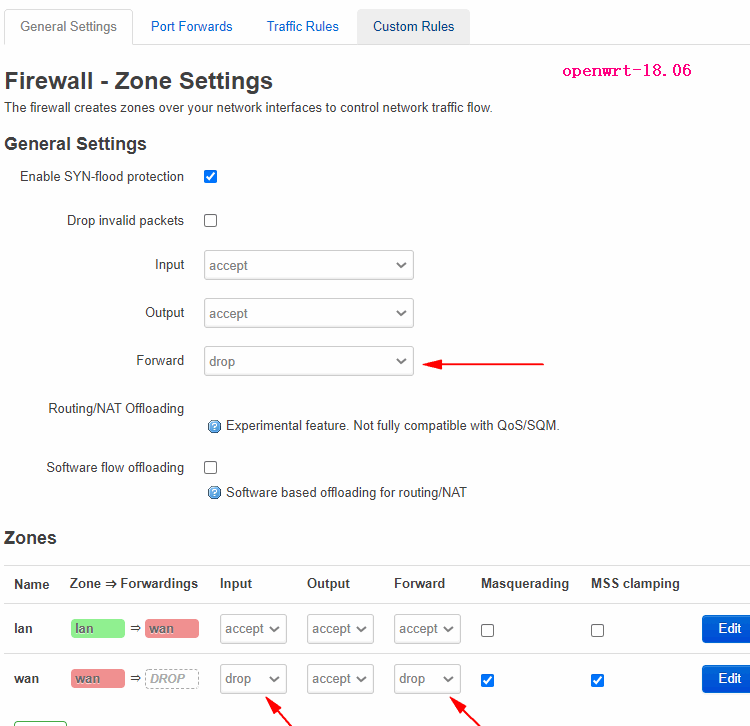 General Settings Port Forwards Traffic Rules Custom Rules
openwrt-18.06
Firewall - Zone Settings
The firewall creates zones over your network interfaces to control network traffic flow.
General Settings
Enable SYN-flood protection
Drop invalid packets
Input accept
Output accept
Forward drop
Routing/NAT Offloading
Experimental feature. Not fully compatible with QoS/SQM.
Software flow offloading
Software based offloading for routing/NAT
Zones
Name Zone ⇒ Forwardings Input Output Forward Masquerading MSS clamping
lan lan ⇒ wan accept accept accept Edit
wan wan ⇒ DROP drop accept drop Edit